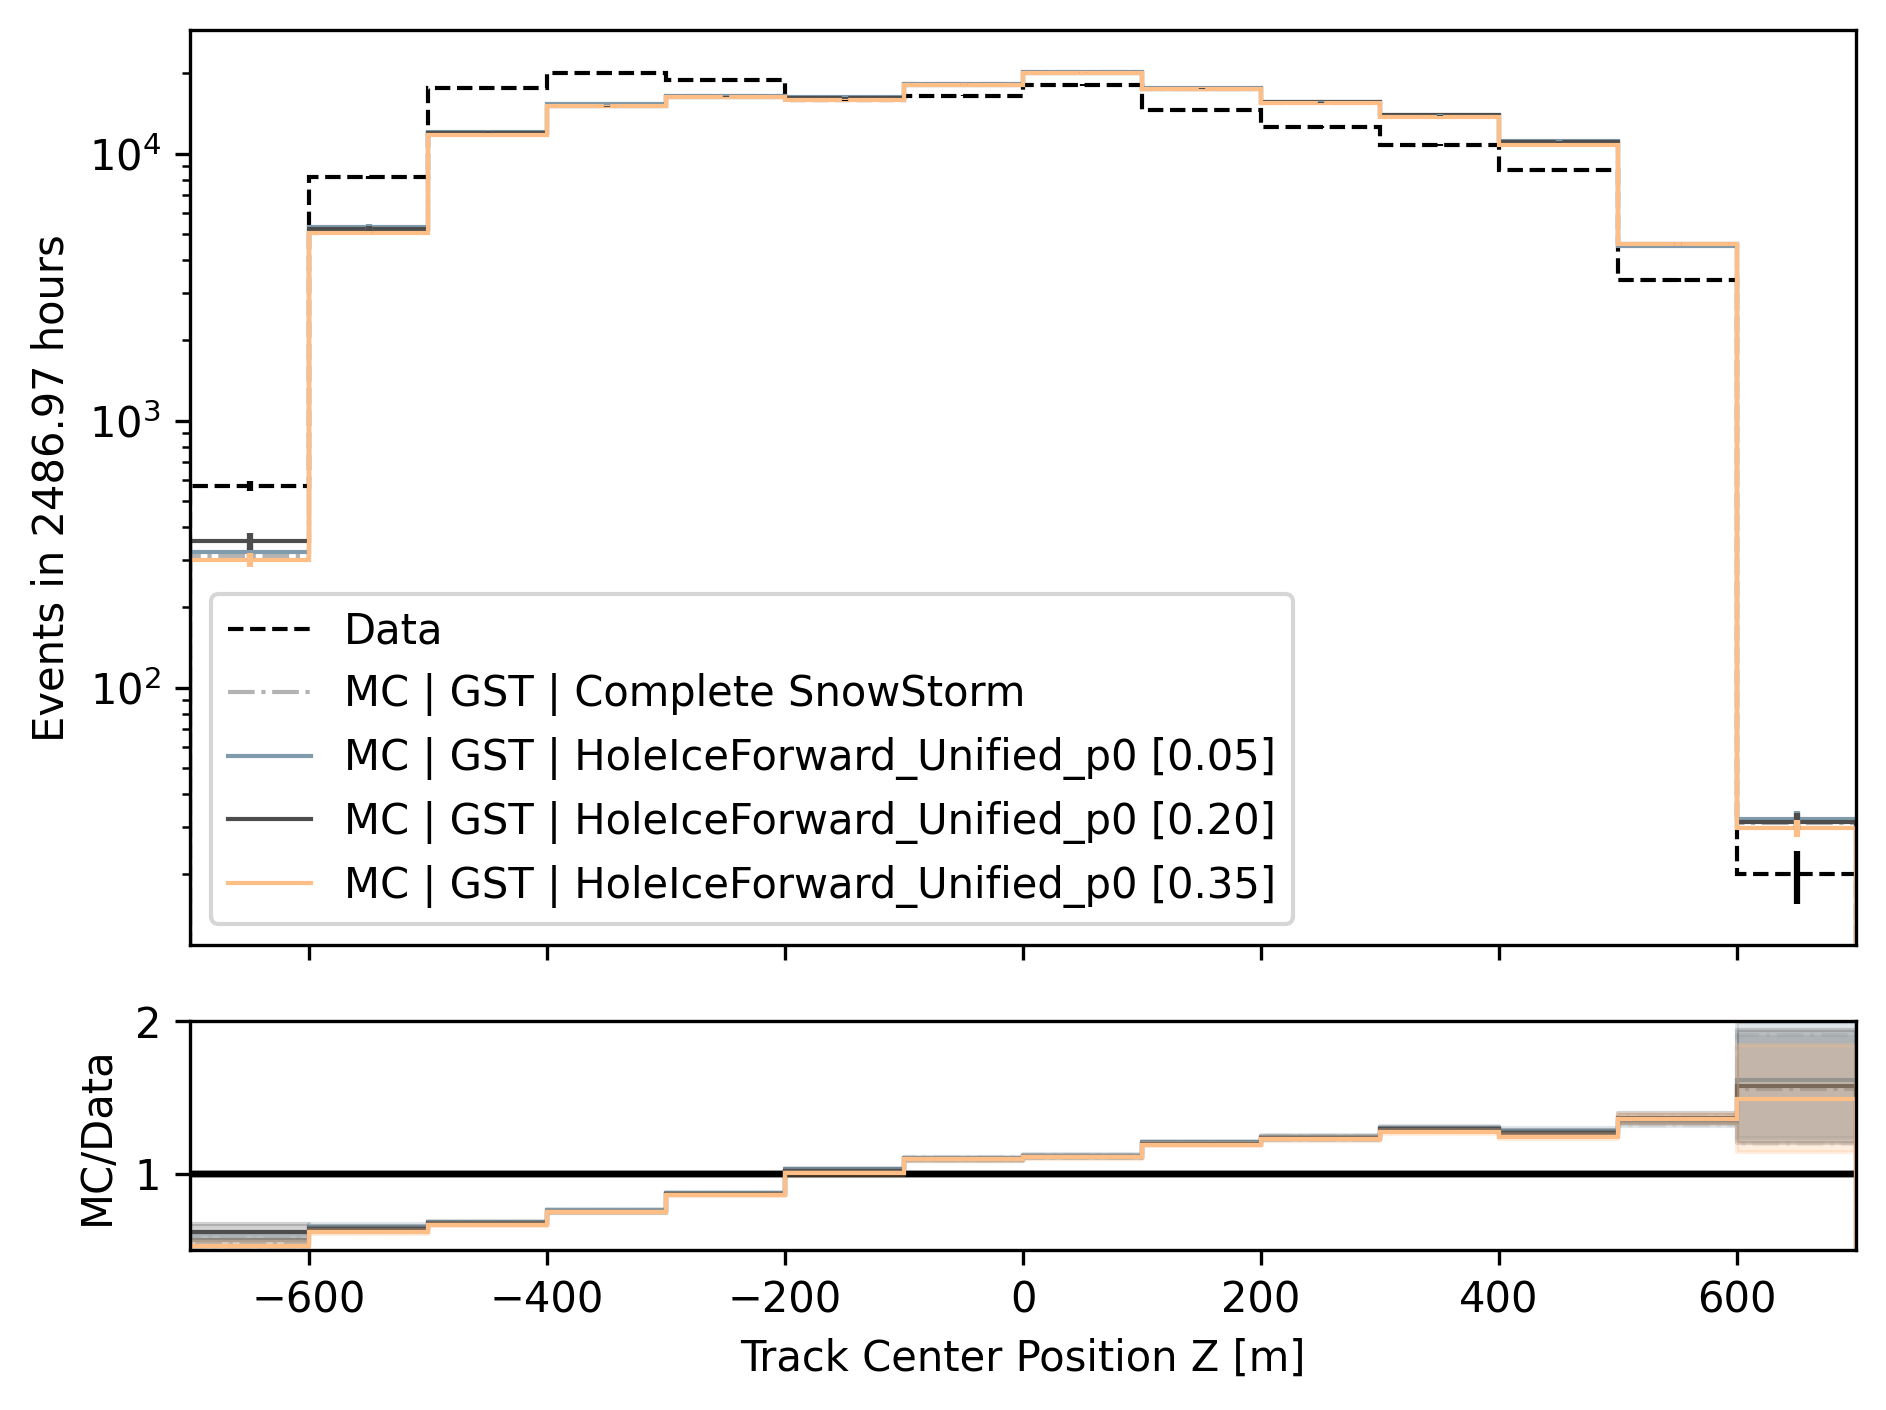 Events in 2486.97 hours
10⁴
10³
10²
Data
MC | GST | Complete SnowStorm
MC | GST | HoleIceForward_Unified_p0 [0.05]
MC | GST | HoleIceForward_Unified_p0 [0.20]
MC | GST | HoleIceForward_Unified_p0 [0.35]
MC/Data
2
1
−600 −400 −200 0 200 400 600
Track Center Position Z [m]